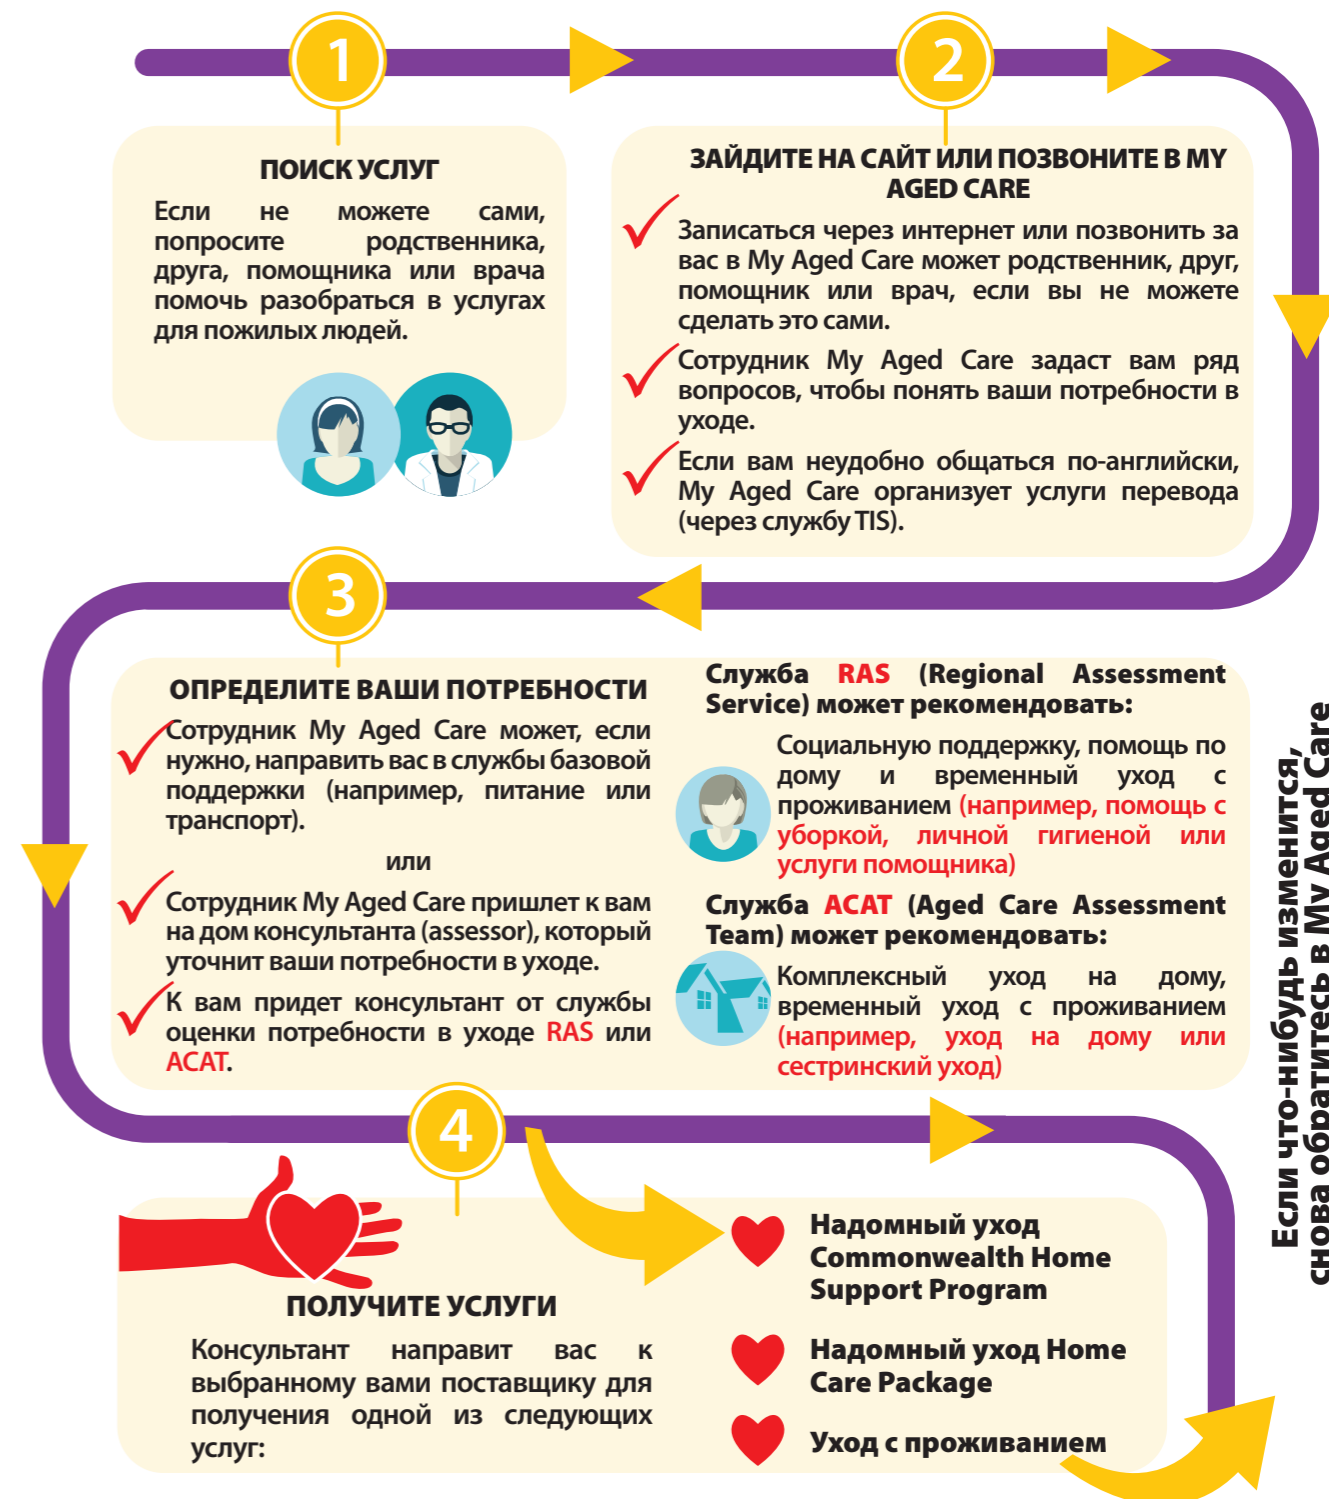 1
2
ПОИСК УСЛУГ
Если не можете сами,
попросите родственника,
друга, помощника или врача
помочь разобраться в услугах
для пожилых людей.
ЗАЙДИТЕ НА САЙТ ИЛИ ПОЗВОНИТЕ В MY
AGED CARE
Записаться через интернет или позвонить за
вас в My Aged Care может родственник, друг,
помощник или врач, если вы не можете
сделать это сами.
Сотрудник My Aged Care задаст вам ряд
вопросов, чтобы понять ваши потребности в
уходе.
Если вам неудобно общаться по-английски,
My Aged Care организует услуги перевода
(через службу TIS).
3
ОПРЕДЕЛИТЕ ВАШИ ПОТРЕБНОСТИ
Сотрудник My Aged Care может, если
нужно, направить вас в службы базовой
поддержки (например, питание или
транспорт).
или
Сотрудник My Aged Care пришлет к вам
на дом консультанта (assessor), который
уточнит ваши потребности в уходе.
К вам придет консультант от службы
оценки потребности в уходе RAS или
ACAT.
Служба RAS (Regional Assessment
Service) может рекомендовать:
Социальную поддержку, помощь по
дому и временный уход с
проживанием (например, помощь с
уборкой, личной гигиеной или
услуги помощника)
Служба ACAT (Aged Care Assessment
Team) может рекомендовать:
Комплексный уход на дому,
временный уход с проживанием
(например, уход на дому или
сестринский уход)
4
ПОЛУЧИТЕ УСЛУГИ
Консультант направит вас к
выбранному вами поставщику для
получения одной из следующих
услуг:
Надомный уход
Commonwealth Home
Support Program
Надомный уход Home
Care Package
Уход с проживанием
Если что-нибудь изменится,
снова обратитесь в My Aged Care